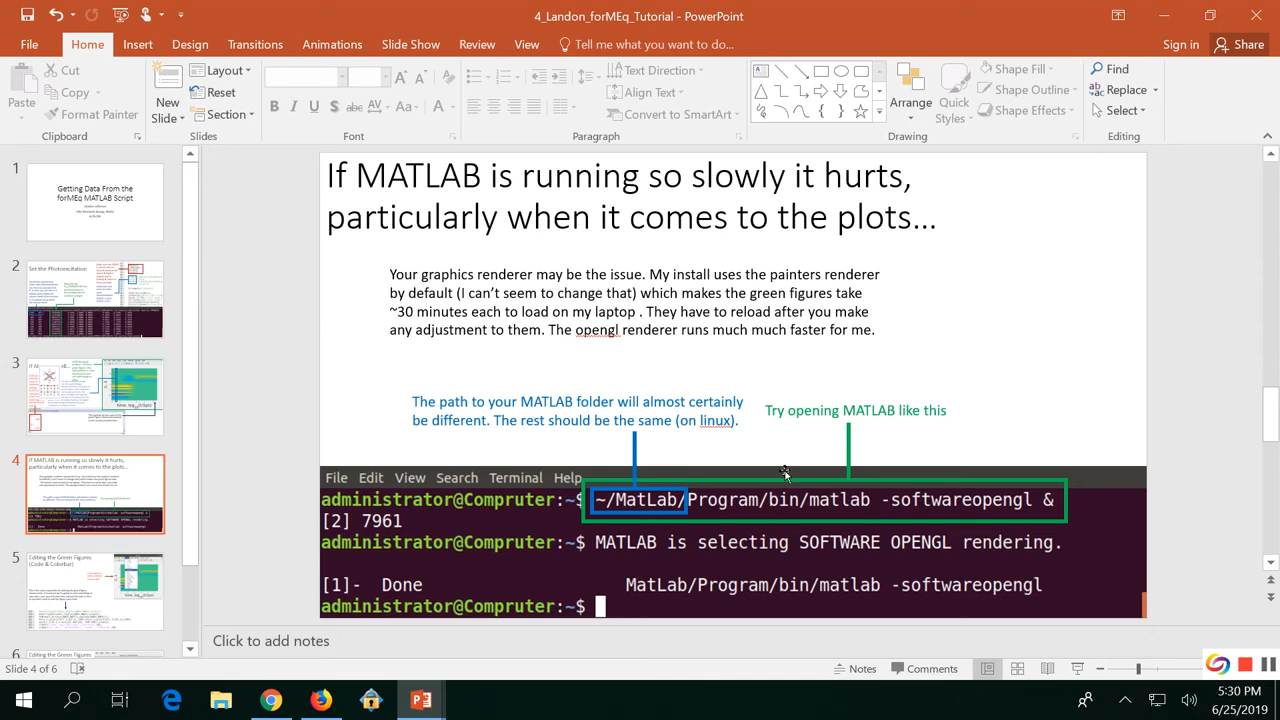 4_Landon_forMEq_Tutorial - PowerPoint
File Home Insert Design Transitions Animations Slide Show Review View Tell me what you want to do... Sign in Share
Paste
Cut
Copy
Format Painter
Clipboard
New
Slide
Layout
Reset
Section
Slides
B I U S abc AV Aa A
Font
Text Direction
Align Text
Convert to SmartArt
Paragraph
Arrange
Quick
Styles
Shape Fill
Shape Outline
Shape Effects
Drawing
Find
Replace
Select
Editing
1
Getting Data From the
forMEq MATLAB Script
2
Set the Photoexcitation
3
4
If MATLAB is running so slowly it hurts,
particularly when it comes to the plots...
5
Editing the Green Figures
(Code & Colorbar)
6
Editing the Green Figures
If MATLAB is running so slowly it hurts,
particularly when it comes to the plots...
Your graphics renderer may be the issue. My install uses the painters renderer
by default (I can't seem to change that) which makes the green figures take
~30 minutes each to load on my laptop . They have to reload after you make
any adjustment to them. The opengl renderer runs much much faster for me.
The path to your MATLAB folder will almost certainly
be different. The rest should be the same (on linux).
Try opening MATLAB like this
File Edit View Search Terminal Help
administrator@Compruter:~$ ~/MatLab/Program/bin/matlab -softwareopengl &
[2] 7961
administrator@Compruter:~$ MATLAB is selecting SOFTWARE OPENGL rendering.
[1]- Done MatLab/Program/bin/matlab -softwareopengl
administrator@Compruter:~$
Click to add notes
Slide 4 of 6
Notes Comments
5:30 PM
6/25/2019